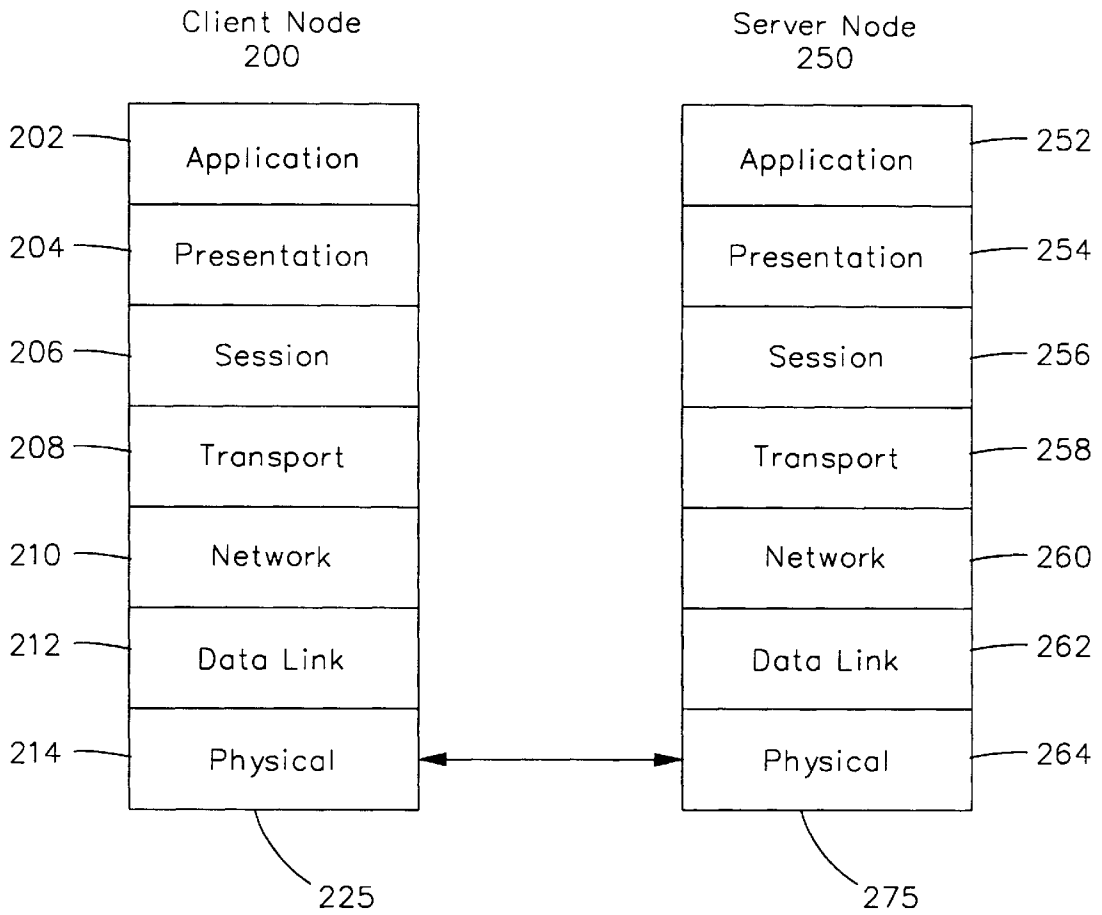 Client Node
200
Server Node
250
202
Application
Application
252
204
Presentation
Presentation
254
206
Session
Session
256
208
Transport
Transport
258
210
Network
Network
260
212
Data Link
Data Link
262
214
Physical
Physical
264
225
275